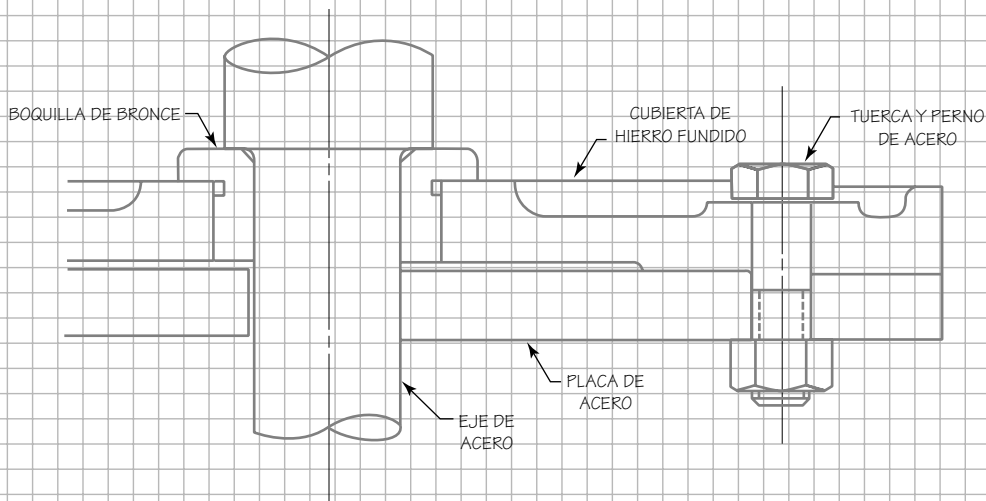 BOQUILLA DE BRONCE
CUBIERTA DE
HIERRO FUNDIDO
TUERCA Y PERNO
DE ACERO
PLACA DE
ACERO
EJE DE
ACERO